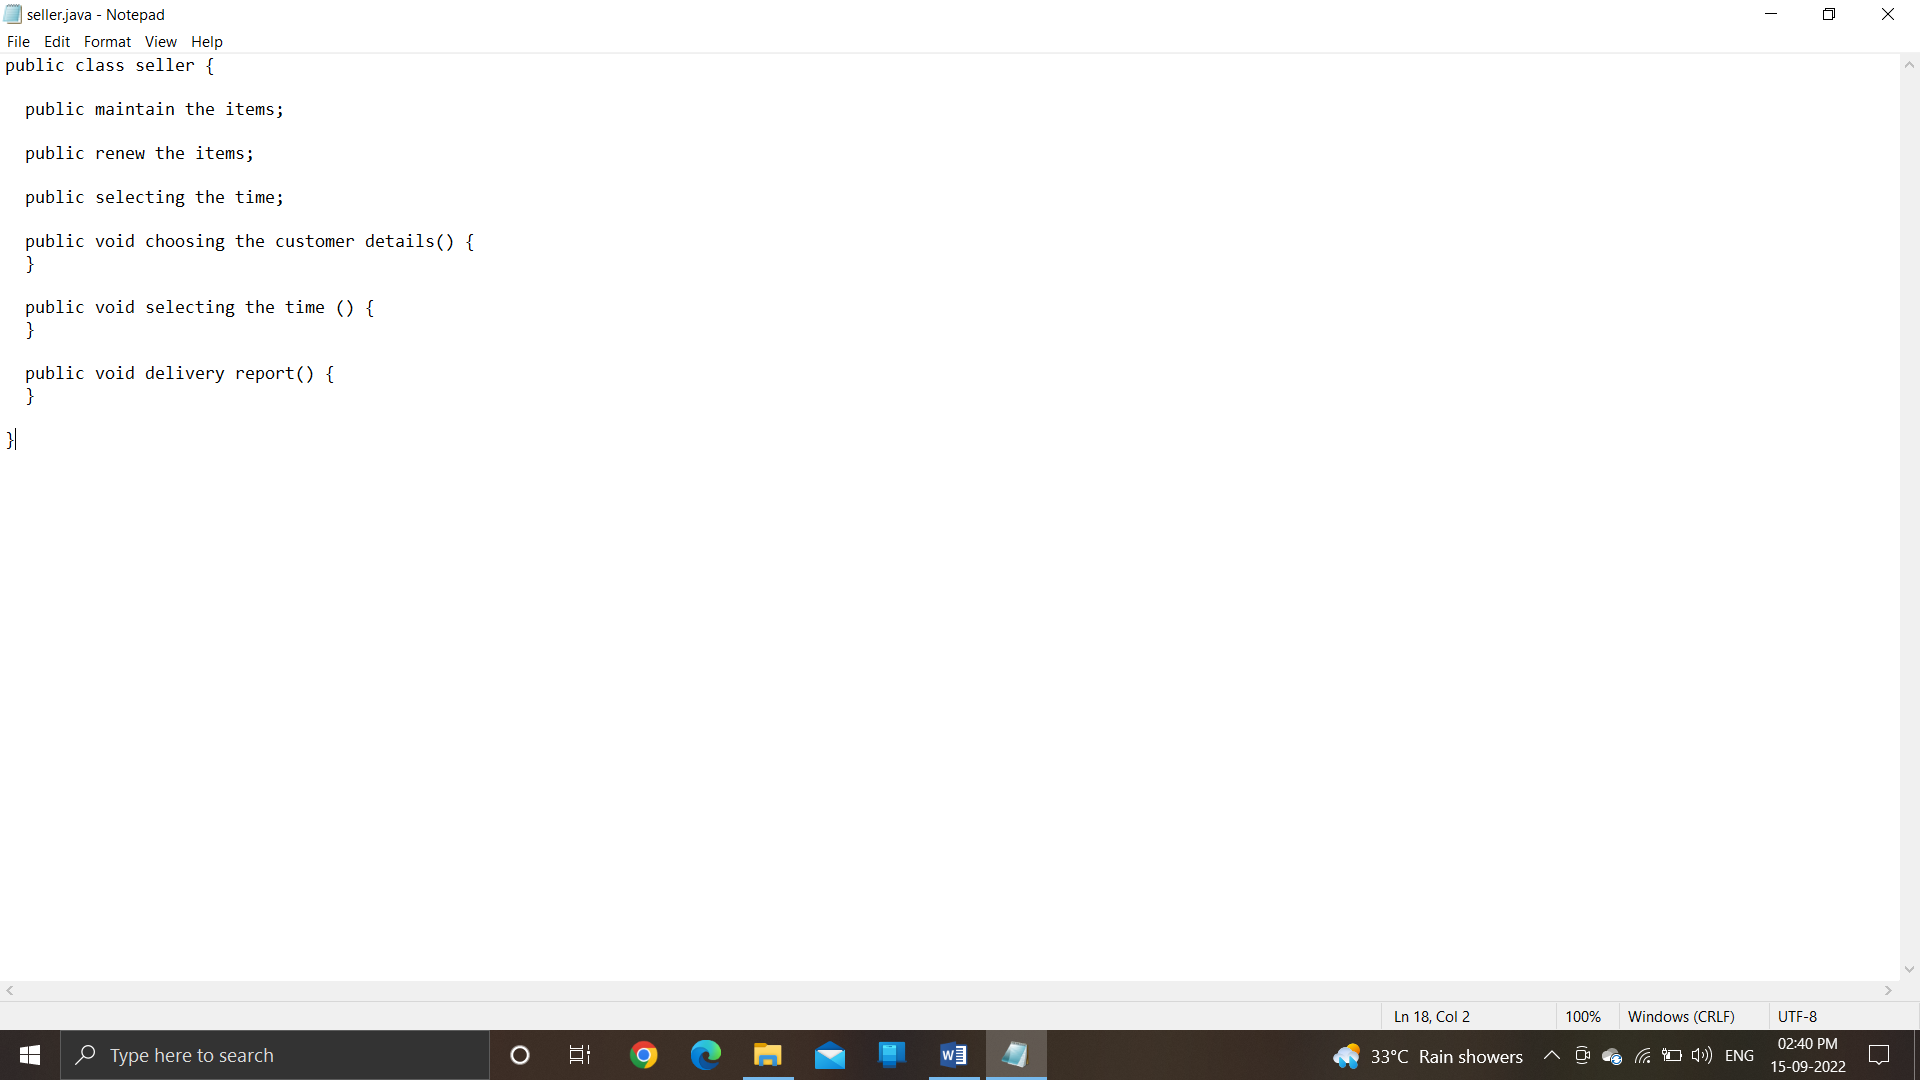 seller.java - Notepad
File Edit Format View Help
public class seller {
public maintain the items;
public renew the items;
public selecting the time;
public void choosing the customer details() {
}
public void selecting the time () {
}
public void delivery report() {
}
}
Ln 18, Col 2 100% Windows (CRLF) UTF-8
Type here to search
33°C Rain showers ENG
02:40 PM
15-09-2022